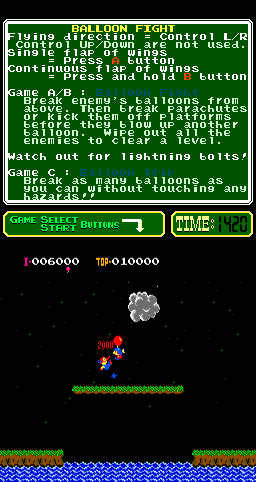 BALLOON FIGHT
Flying direction = Control L/R
Control Up/Down are not used.
Single flap of wings
= Press A button
Continuous flap of wings
= Press and hold B button
Game A/B : Balloon Fight
Break enemy's balloons from
above. Then break parachutes
or kick them off platforms
before they blow up another
balloon. Wipe out all the
enemies to clear a level.
Watch out for lightning bolts!
Game C : Balloon Trip
Break as many balloons as
you can without touching any
hazards!!
GAME SELECT
START BUTTONS
TIME: 1420
I-006000 TOP-010000
2000